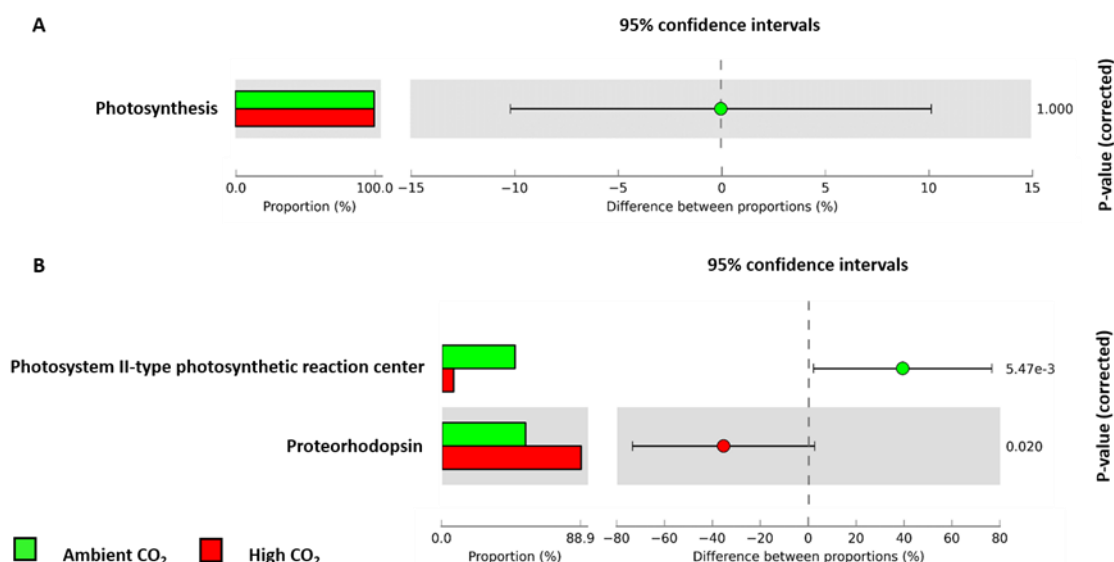 A
95% confidence intervals
Photosynthesis
1.000
P-value (corrected)
0.0 100.0 −15 −10 −5 0 5 10 15
Proportion (%) Difference between proportions (%)
B
95% confidence intervals
Photosystem II-type photosynthetic reaction center
5.47e-3
Proteorhodopsin
0.020
P-value (corrected)
0.0 88.9 −80 −60 −40 −20 0 20 40 60 80
Proportion (%) Difference between proportions (%)
Ambient CO₂ High CO₂